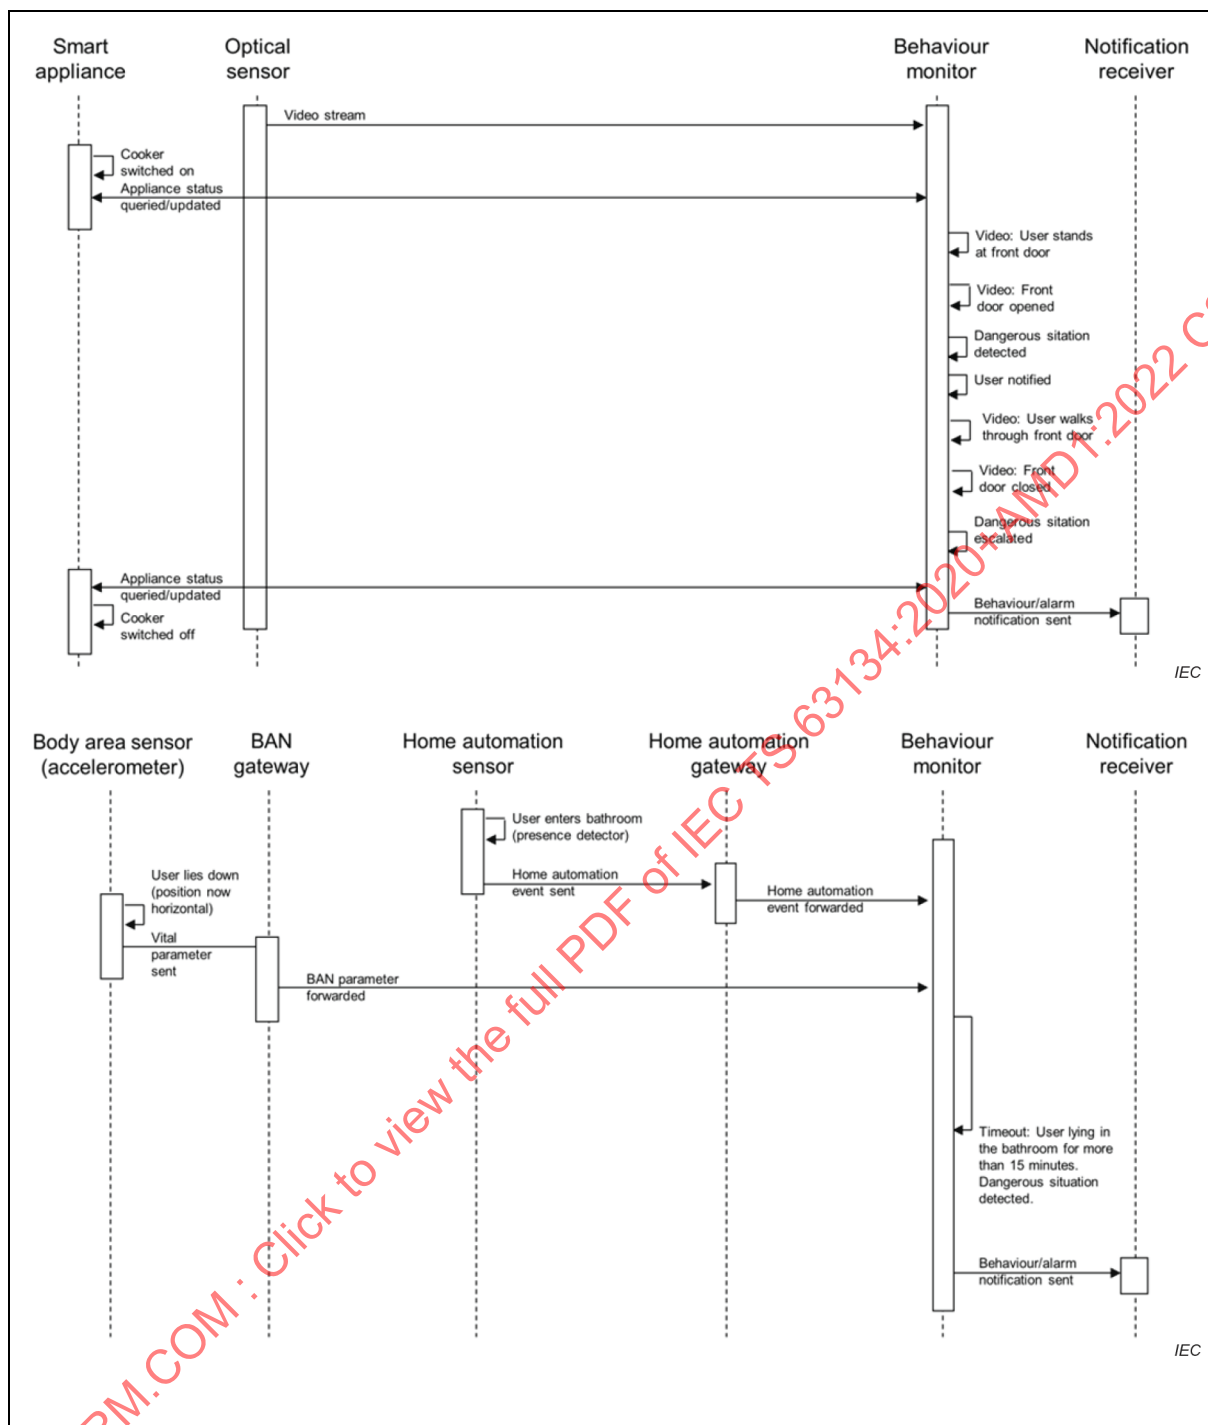 Smart
appliance
Optical
sensor
Behaviour
monitor
Notification
receiver
Video stream
Cooker
switched on
Appliance status
queried/updated
Video: User stands
at front door
Video: Front
door opened
Dangerous sitation
detected
User notified
Video: User walks
through front door
Video: Front
door closed
Dangerous sitation
escalated
Appliance status
queried/updated
Cooker
switched off
Behaviour/alarm
notification sent
IEC
Body area sensor
(accelerometer)
BAN
gateway
Home automation
sensor
Home automation
gateway
Behaviour
monitor
Notification
receiver
User enters bathroom
(presence detector)
User lies down
(position now
horizontal)
Home automation
event sent
Home automation
event forwarded
Vital
parameter
sent
BAN parameter
forwarded
Timeout: User lying in
the bathroom for more
than 15 minutes.
Dangerous situation
detected.
Behaviour/alarm
notification sent
IEC
RM.COM : Click to view the full PDF of IEC TS 63134:2020+AMD1:2022